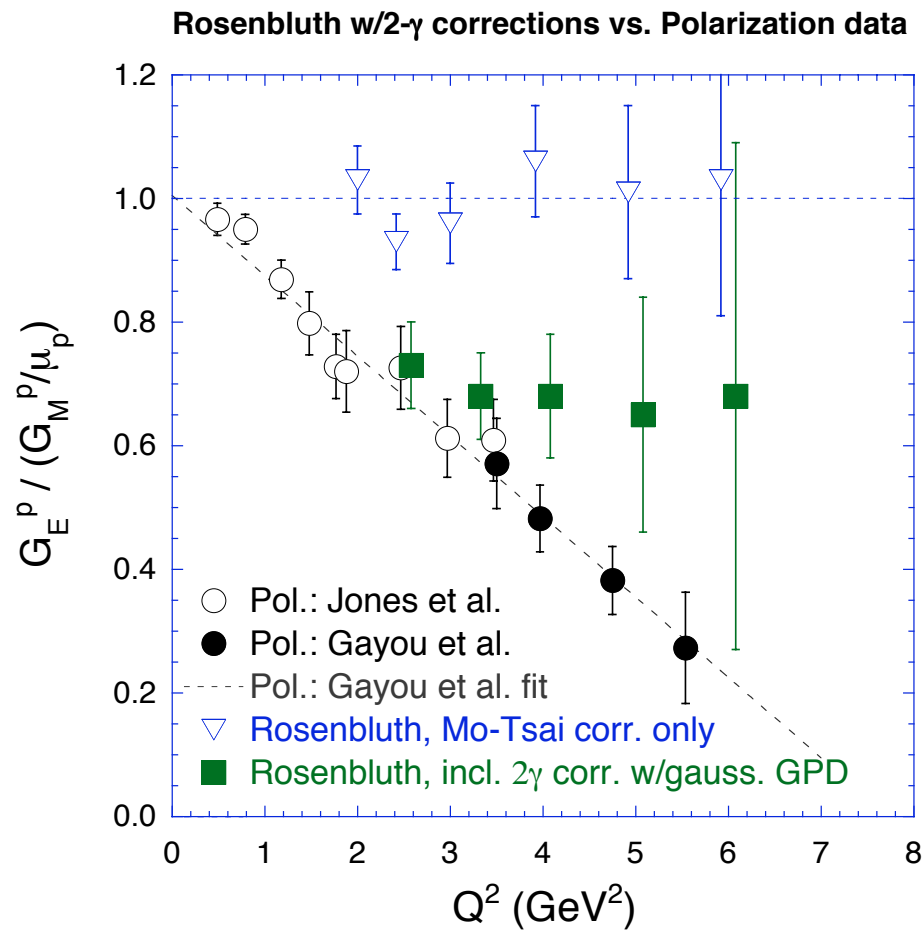 Rosenbluth w/2-γ corrections vs. Polarization data
1.2
1.0
0.8
0.6
0.4
0.2
0.0
G_E^p / (G_M^p/μ_p)
Pol.: Jones et al.
Pol.: Gayou et al.
Pol.: Gayou et al. fit
Rosenbluth, Mo-Tsai corr. only
Rosenbluth, incl. 2γ corr. w/gauss. GPD
0 1 2 3 4 5 6 7 8
Q² (GeV²)